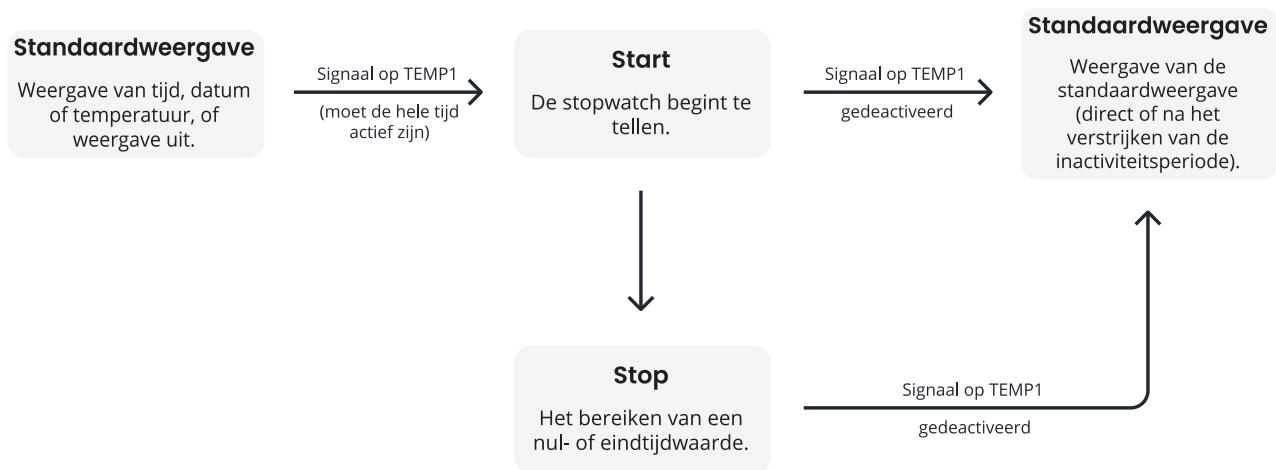 Standaardweergave
Weergave van tijd, datum
of temperatuur, of
weergave uit.
Signaal op TEMP1
(moet de hele tijd
actief zijn)
Start
De stopwatch begint te
tellen.
Signaal op TEMP1
gedeactiveerd
Standaardweergave
Weergave van de
standaardweergave
(direct of na het
verstrijken van de
inactiviteitsperiode).
Stop
Het bereiken van een
nul- of eindtijdwaarde.
Signaal op TEMP1
gedeactiveerd